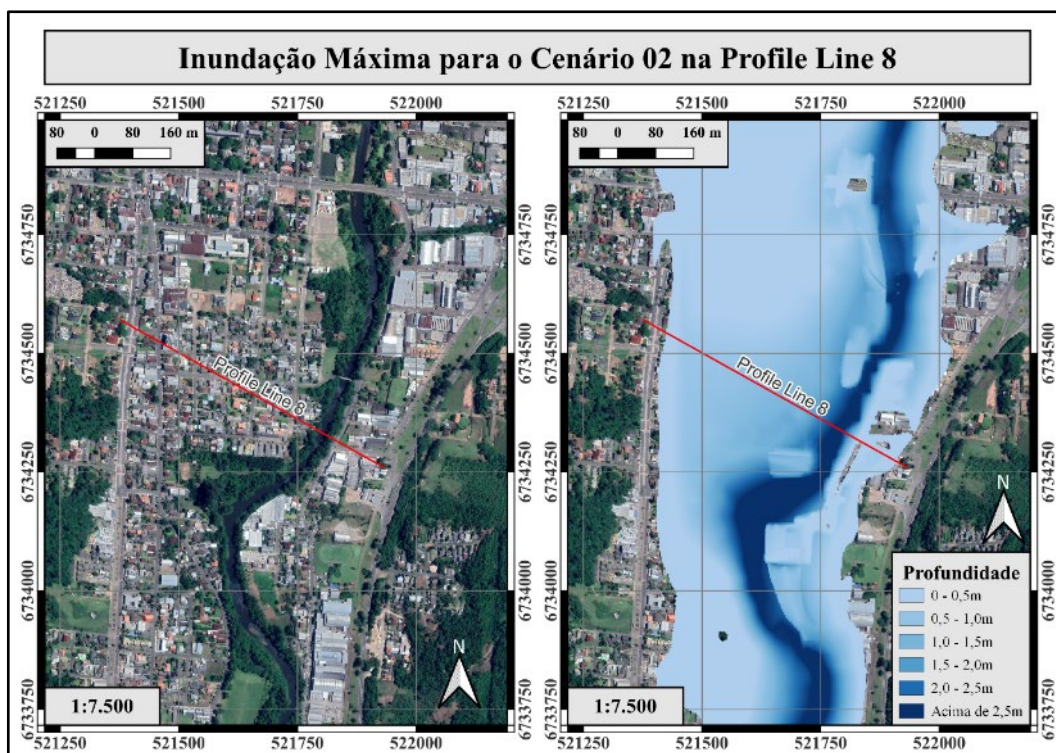 Inundação Máxima para o Cenário 02 na Profile Line 8
521250 521500 521750 522000
80 0 80 160 m
6734750
6734500
6734250
6734000
6733750
Profile Line 8
N
1:7.500
6734750
6734500
6734250
6734000
6733750
521250 521500 521750 522000
521250 521500 521750 522000
80 0 80 160 m
6734750
6734500
6734250
6734000
6733750
Profile Line 8
N
Profundidade
0 - 0,5m
0,5 - 1,0m
1,0 - 1,5m
1,5 - 2,0m
2,0 - 2,5m
Acima de 2,5m
1:7.500
6734750
6734500
6734250
6734000
6733750
521250 521500 521750 522000